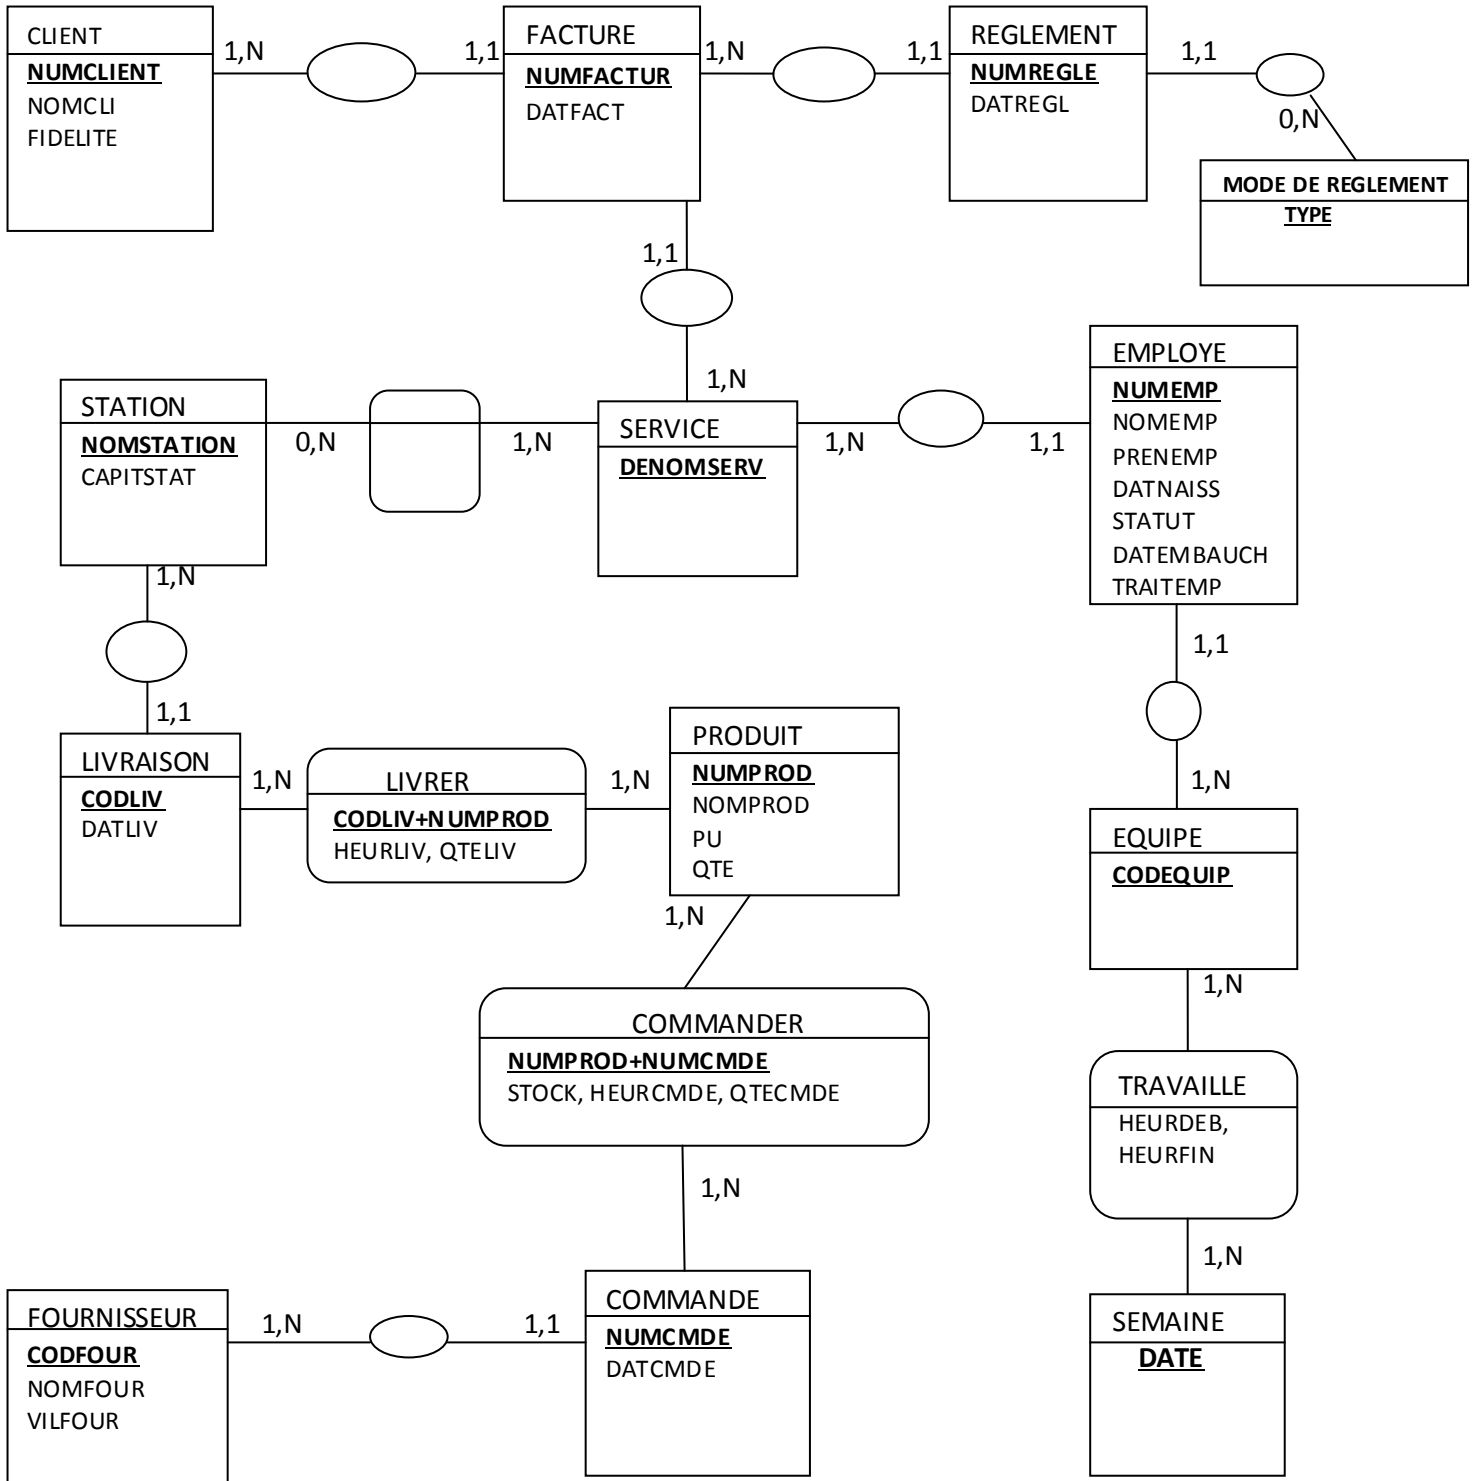 CLIENT
NUMCLIENT
NOMCLI
FIDELITE
1,N
1,1
FACTURE
NUMFACTUR
DATFACT
1,N
1,1
REGLEMENT
NUMREGLE
DATREGL
1,1
0,N
MODE DE REGLEMENT
TYPE
1,1
1,N
STATION
NOMSTATION
CAPITSTAT
0,N
1,N
SERVICE
DENOMSERV
1,N
1,1
EMPLOYE
NUMEMP
NOMEMP
PRENEMP
DATNAISS
STATUT
DATEMBAUCH
TRAITEMP
1,N
1,1
1,1
1,N
LIVRAISON
CODLIV
DATLIV
1,N
LIVRER
CODLIV+NUMPROD
HEURLIV, QTELIV
1,N
PRODUIT
NUMPROD
NOMPROD
PU
QTE
EQUIPE
CODEQUIP
1,N
1,N
COMMANDER
NUMPROD+NUMCMDE
STOCK, HEURCMDE, QTECMDE
TRAVAILLE
HEURDEB,
HEURFIN
1,N
1,N
FOURNISSEUR
CODFOUR
NOMFOUR
VILFOUR
1,N
1,1
COMMANDE
NUMCMDE
DATCMDE
SEMAINE
DATE